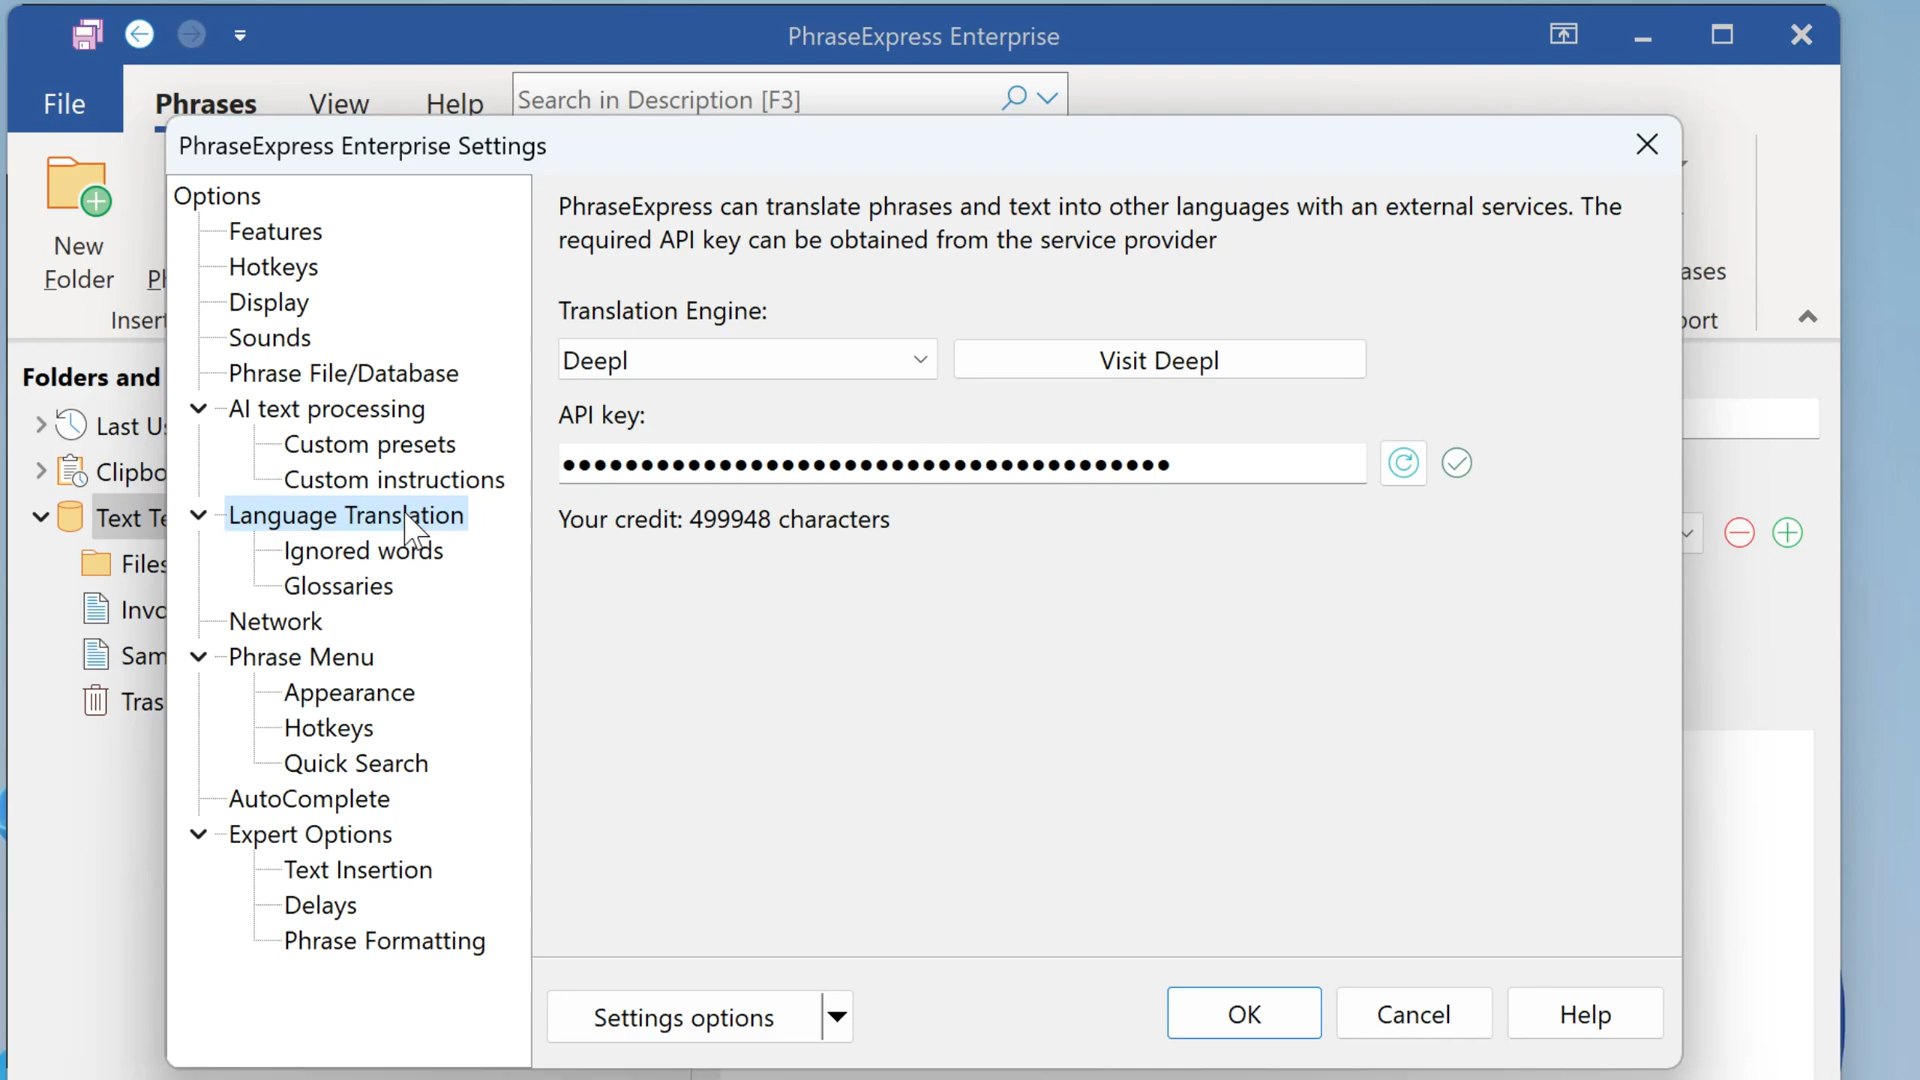 PhraseExpress Enterprise
File
Phrases
View
Help
Search in Description [F3]
New
Folder
Insert
Folders and
Last Us
Clipbo
Text Te
Files
Invo
Sam
Tras
ases
port
PhraseExpress Enterprise Settings
Options
Features
Hotkeys
Display
Sounds
Phrase File/Database
AI text processing
Custom presets
Custom instructions
Language Translation
Ignored words
Glossaries
Network
Phrase Menu
Appearance
Hotkeys
Quick Search
AutoComplete
Expert Options
Text Insertion
Delays
Phrase Formatting
PhraseExpress can translate phrases and text into other languages with an external services. The
required API key can be obtained from the service provider
Translation Engine:
Deepl
Visit Deepl
API key:
Your credit: 499948 characters
Settings options
OK
Cancel
Help